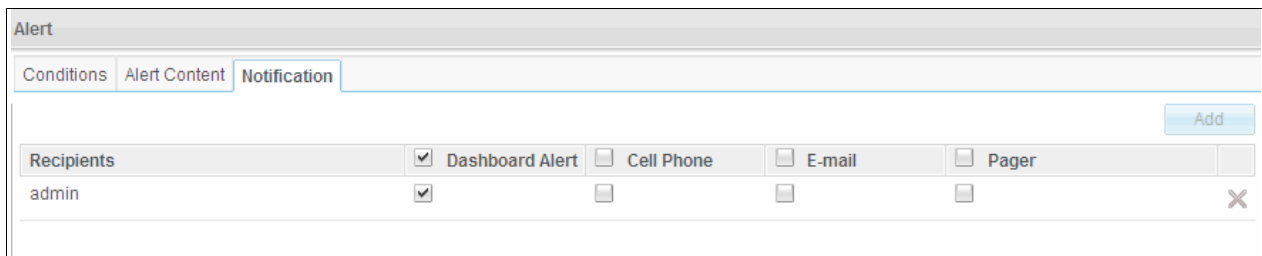 Alert
Conditions Alert Content Notification
Add
Recipients Dashboard Alert Cell Phone E-mail Pager
admin